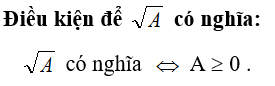 Điều kiện để √A có nghĩa:
√A có nghĩa ⇔ A ≥ 0 .